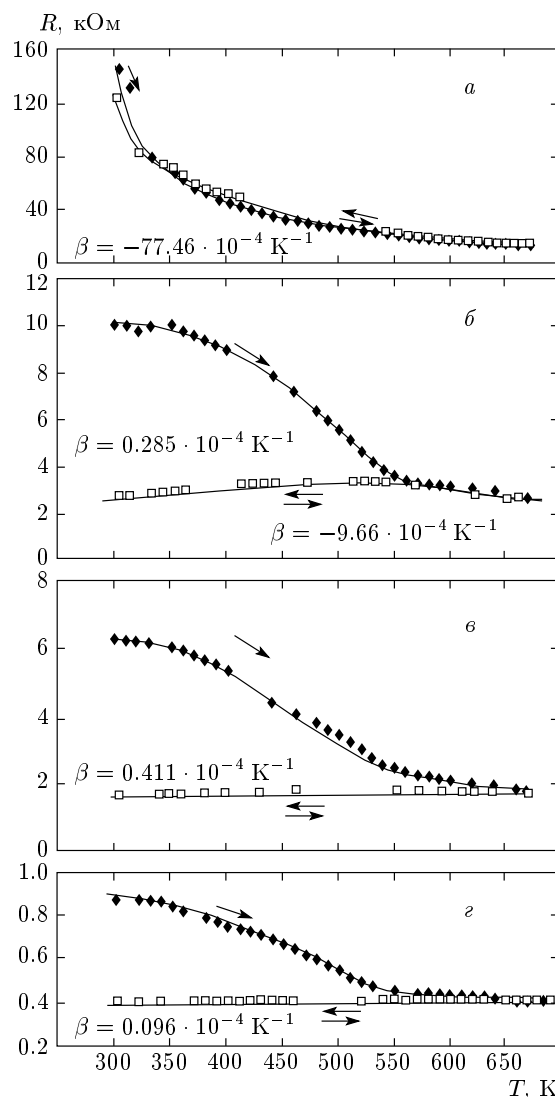 R, кОм
160
120
80
40
0
а
β = −77.46 · 10⁻⁴ K⁻¹
12
10
8
6
4
2
0
б
β = 0.285 · 10⁻⁴ K⁻¹
β = −9.66 · 10⁻⁴ K⁻¹
8
6
4
2
0
в
β = 0.411 · 10⁻⁴ K⁻¹
1.0
0.8
0.6
0.4
0.2
г
β = 0.096 · 10⁻⁴ K⁻¹
300 350 400 450 500 550 600 650
T, K